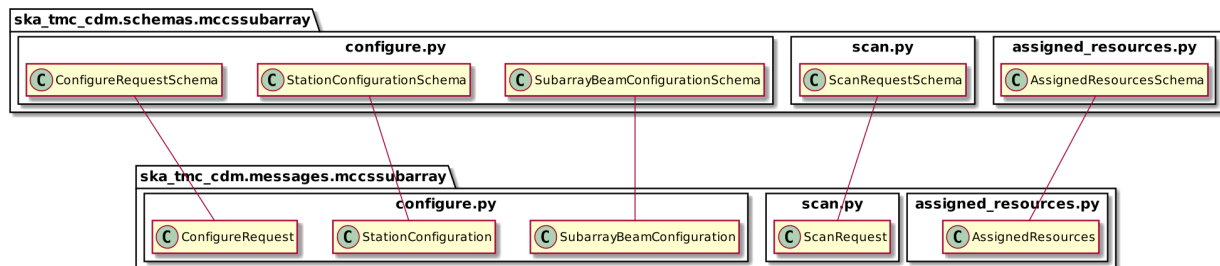 ska_tmc_cdm.schemas.mccssubarray
configure.py
scan.py
assigned_resources.py
C ConfigureRequestSchema
C StationConfigurationSchema
C SubarrayBeamConfigurationSchema
C ScanRequestSchema
C AssignedResourcesSchema
ska_tmc_cdm.messages.mccssubarray
configure.py
scan.py
assigned_resources.py
C ConfigureRequest
C StationConfiguration
C SubarrayBeamConfiguration
C ScanRequest
C AssignedResources